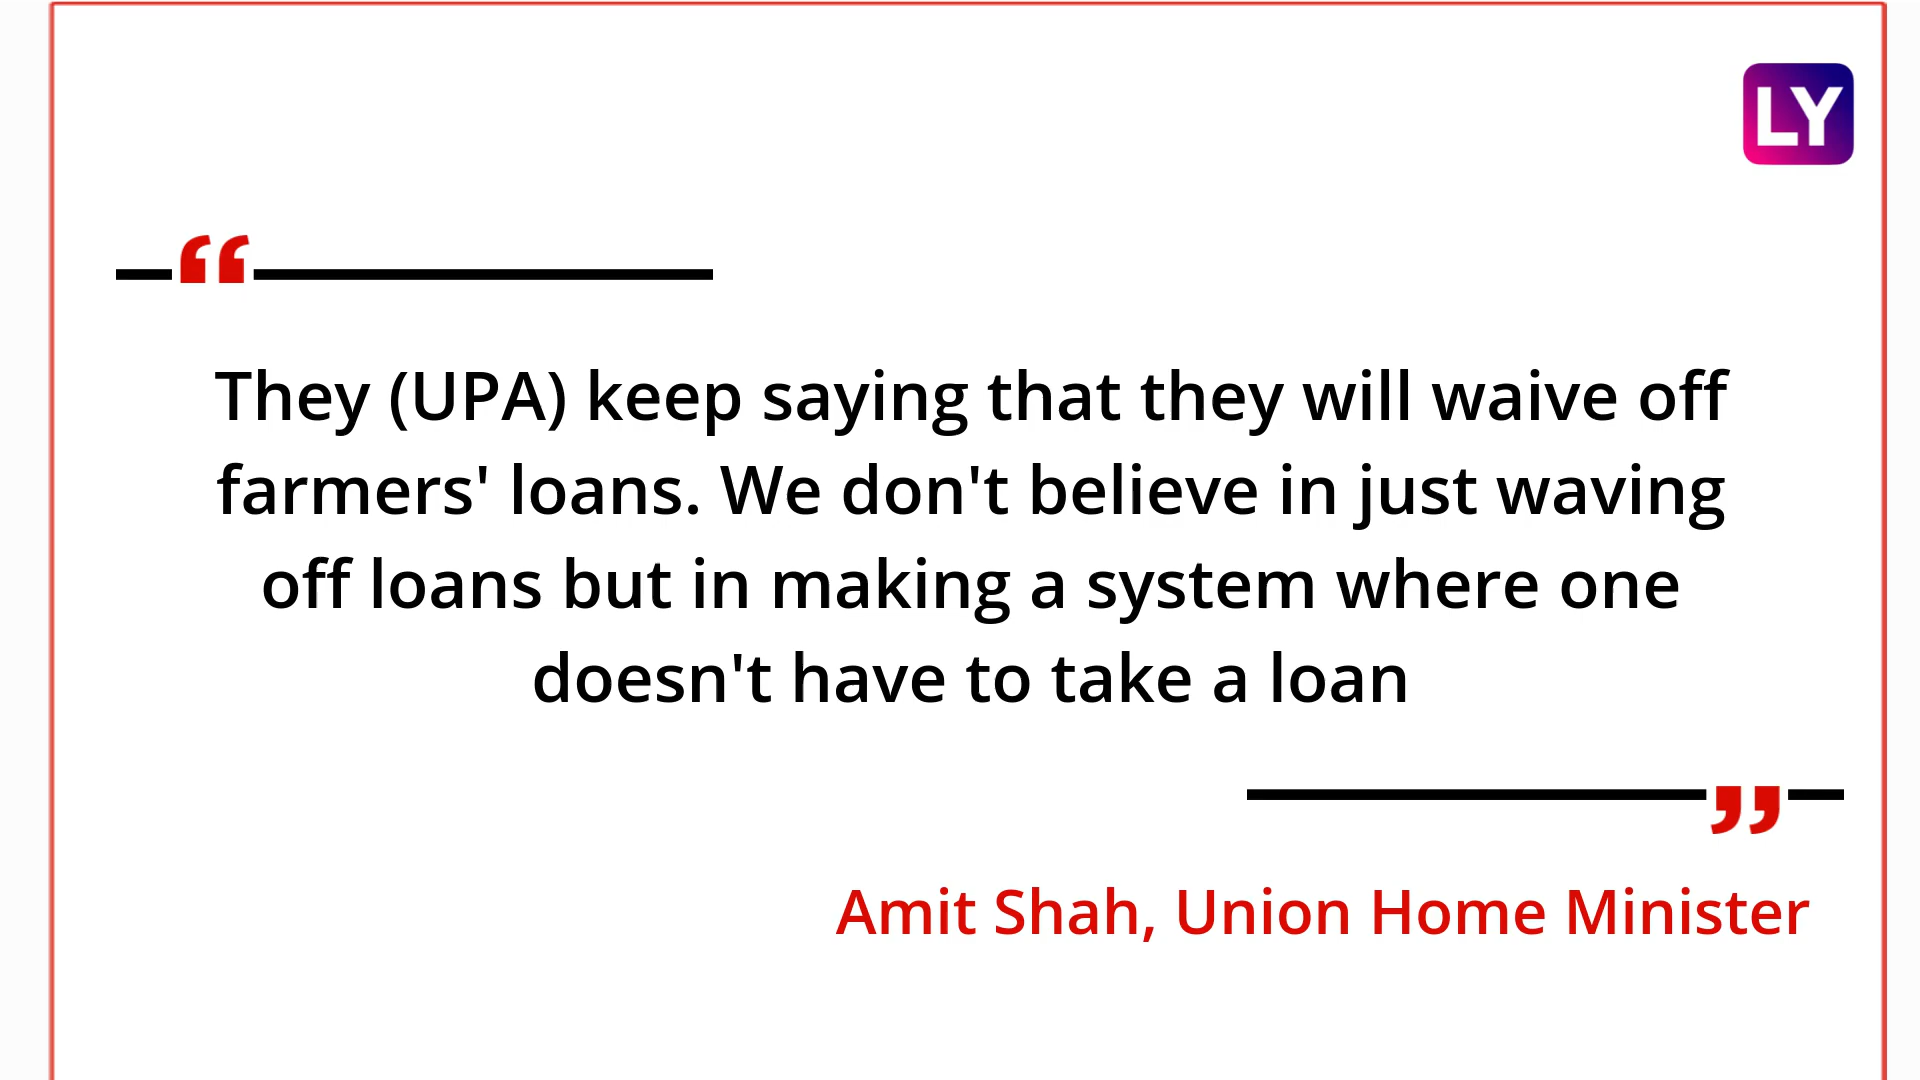 LY
“
They (UPA) keep saying that they will waive off
farmers' loans. We don't believe in just waving
off loans but in making a system where one
doesn't have to take a loan
”
Amit Shah, Union Home Minister